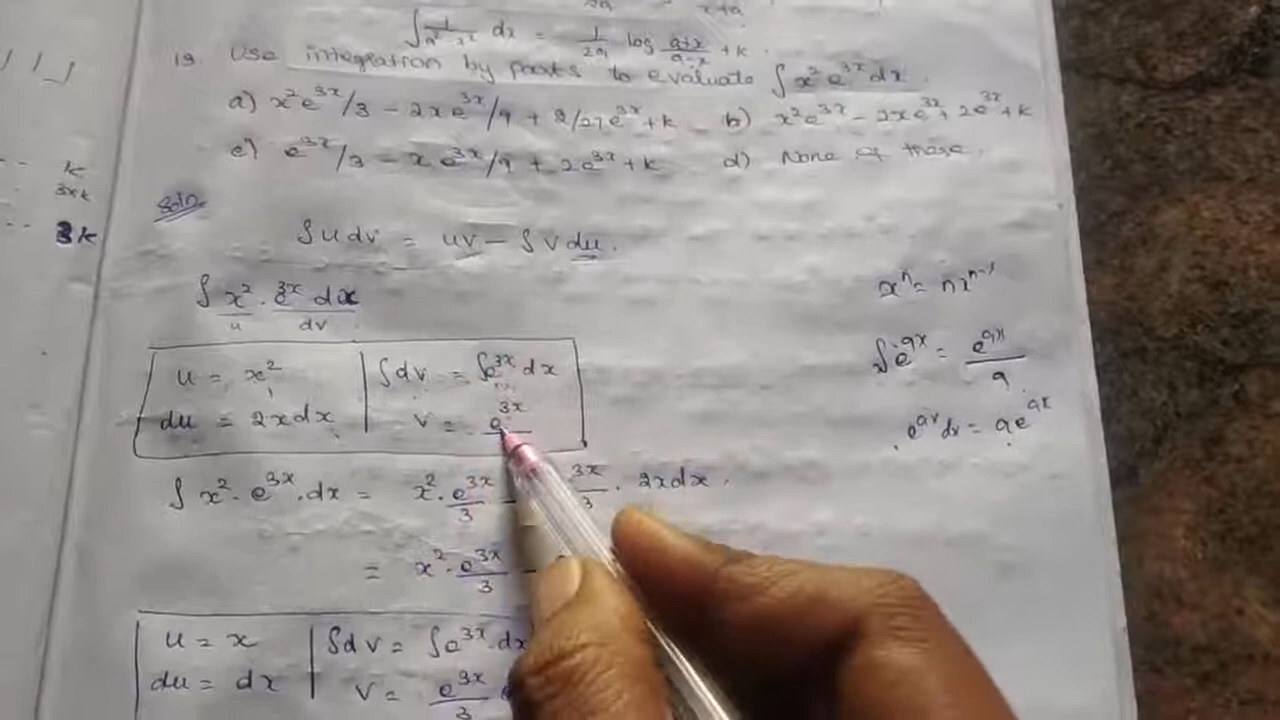 ∫ 1/a²-x² dx = 1/2a log a+x/a-x + k.
19. Use integration by parts to evaluate ∫ x² e^3x dx.
a) x² e^3x/3 - 2x e^3x/9 + 2/27 e^3x + k b) x² e^3x - 2x e^3x + 2e^3x + k
c) e^3x/3 - x e^3x/9 + 2e^3x + k d) None of these.
Soln
3xk
k
3k
∫ u dv = uv - ∫ v du.
∫ x² . e^3x dx
u dv
x^n = nx^n-1
∫ e^ax = e^ax/a
e^ax dx = a e^ax
u = x² ∫dv = ∫e^3x dx
du = 2x dx v = e^3x
∫ x² . e^3x . dx = x² . e^3x/3 - 3x/3 . 2x dx.
= x² . e^3x/3 -
u = x ∫dv = ∫e^3x . dx
du = dx v = e^3x/3